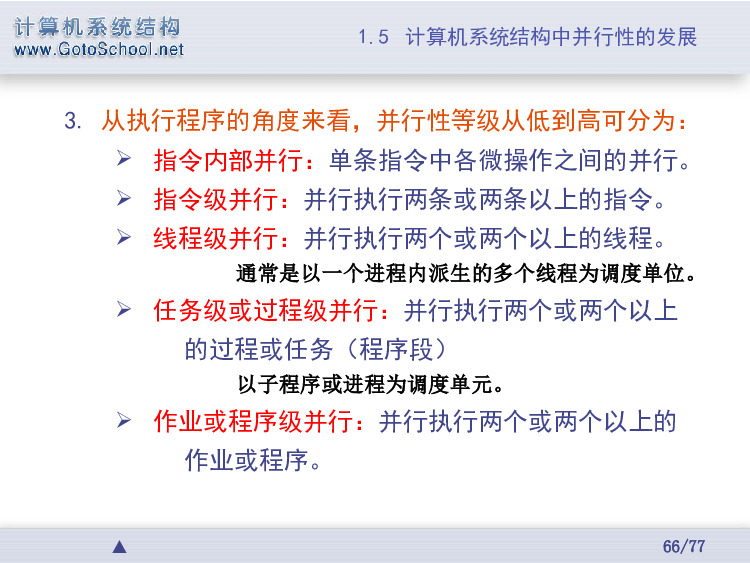 计算机系统结构
www.GotoSchool.net
1.5 计算机系统结构中并行性的发展
3. 从执行程序的角度来看，并行性等级从低到高可分为：
➢ 指令内部并行：单条指令中各微操作之间的并行。
➢ 指令级并行：并行执行两条或两条以上的指令。
➢ 线程级并行：并行执行两个或两个以上的线程。
通常是以一个进程内派生的多个线程为调度单位。
➢ 任务级或过程级并行：并行执行两个或两个以上
的过程或任务（程序段）
以子程序或进程为调度单元。
➢ 作业或程序级并行：并行执行两个或两个以上的
作业或程序。
▲ 66/77